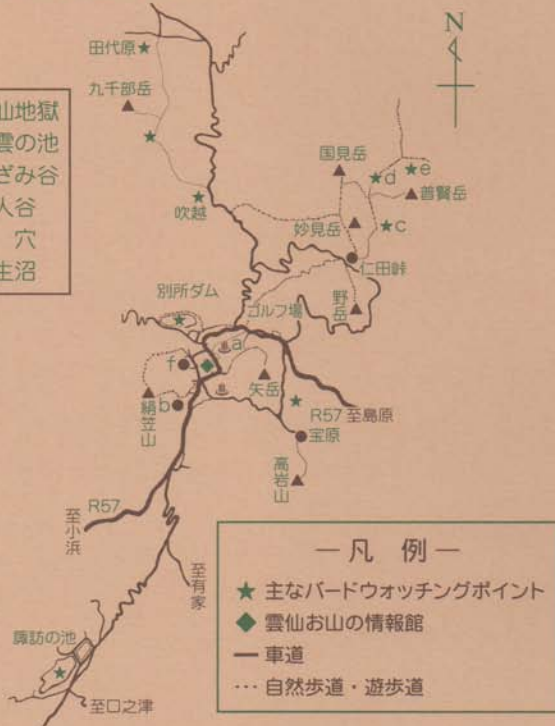 N
田代原
九千部岳
吹越
国見岳
d
e
普賢岳
妙見岳
c
仁田峠
野岳
山地獄
雲の池
ざみ谷
人谷
穴
生沼
別所ダム
ゴルフ場
a
f
矢岳
絹笠山
b
R57 至島原
宝原
高岩山
R57
至小浜
至有家
諏訪の池
至口之津
—凡 例—
★ 主なバードウォッチングポイント
◆ 雲仙お山の情報館
— 車道
… 自然歩道・遊歩道